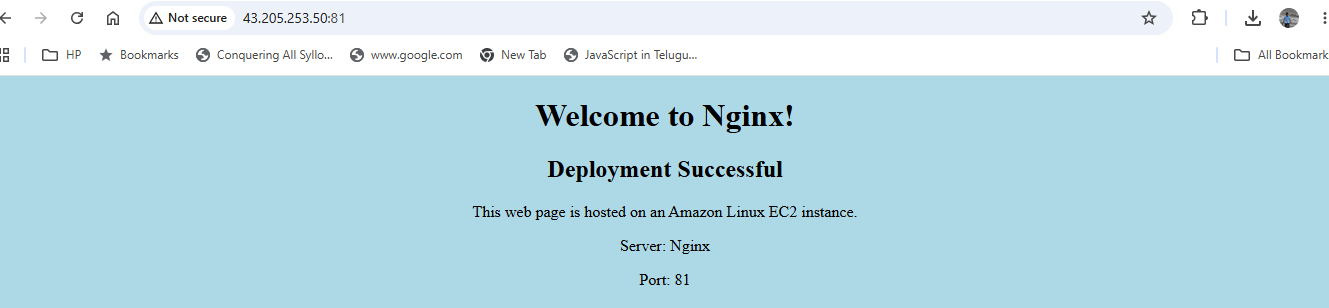 Not secure 43.205.253.50:81
HP Bookmarks Conquering All Syllo... www.google.com New Tab JavaScript in Telugu... All Bookmark
Welcome to Nginx!
Deployment Successful
This web page is hosted on an Amazon Linux EC2 instance.
Server: Nginx
Port: 81